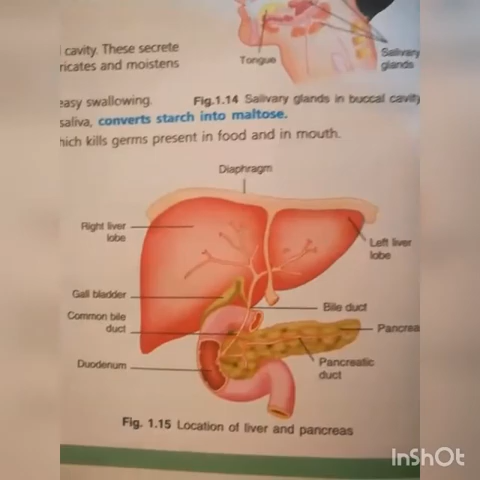 cavity. These secrete
ricates and moistens
Tongue
Salivary
glands
easy swallowing.
Fig.1.14 Salivary glands in buccal cavity
saliva, converts starch into maltose.
hich kills germs present in food and in mouth.
Diaphragm
Right liver
lobe
Left liver
lobe
Gall bladder
Bile duct
Common bile
duct
Pancrea
Duodenum
Pancreatic
duct
Fig. 1.15 Location of liver and pancreas
InShOt